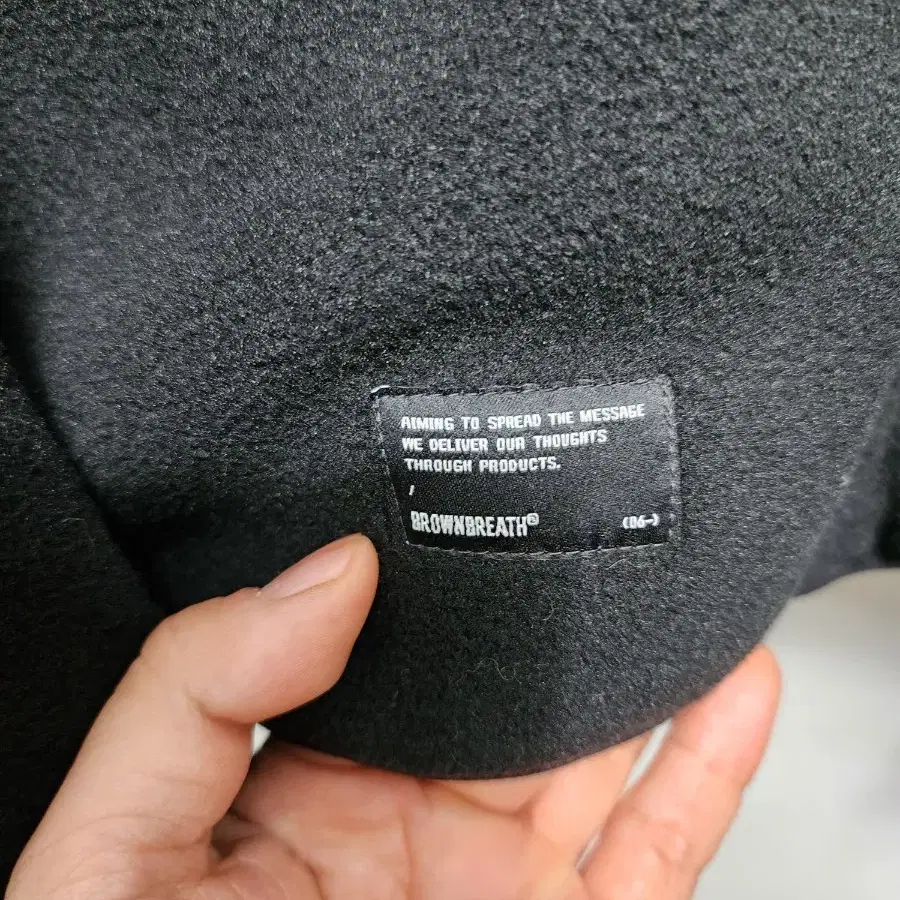 AIMING TO SPREAD THE MESSAGE
WE DELIVER OUR THOUGHTS
THROUGH PRODUCTS.
,
BROWNBREATH® (06-)